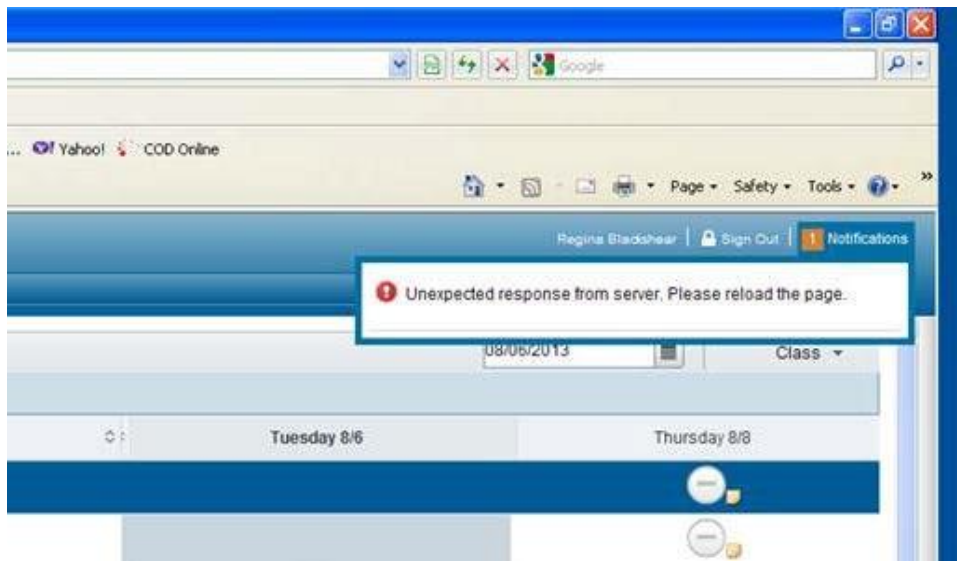 Google
... Yahoo! COD Online
Page Safety Tools »
Regina Bladshear | Sign Out | 1 Notifications
Unexpected response from server. Please reload the page.
08/06/2013 Class
Tuesday 8/6 Thursday 8/8